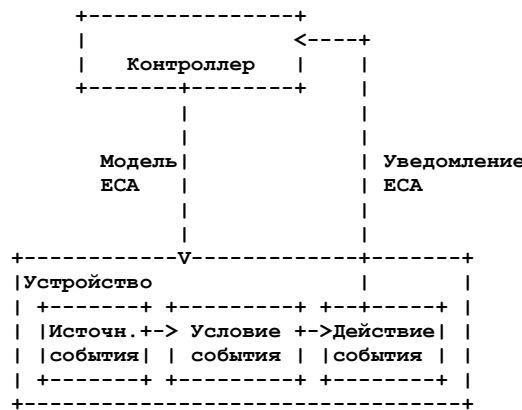 Контроллер
Модель Уведомление
ECA ECA
Устройство
Источн. Условие Действие
события события события